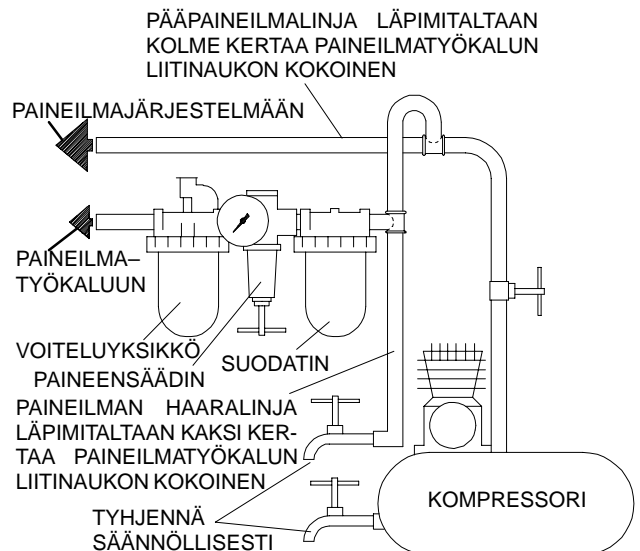 PÄÄPAINEILMALINJA LÄPIMITALTAAN
KOLME KERTAA PAINEILMATYÖKALUN
LIITINAUKON KOKOINEN
PAINEILMAJÄRJESTELMÄÄN
PAINEILMA–
TYÖKALUUN
VOITELUYKSIKKÖ
SUODATIN
PAINEENSÄÄDIN
PAINEILMAN HAARALINJA
LÄPIMITALTAAN KAKSI KER-
TAA PAINEILMATYÖKALUN
LIITINAUKON KOKOINEN
KOMPRESSORI
TYHJENNÄ
SÄÄNNÖLLISESTI